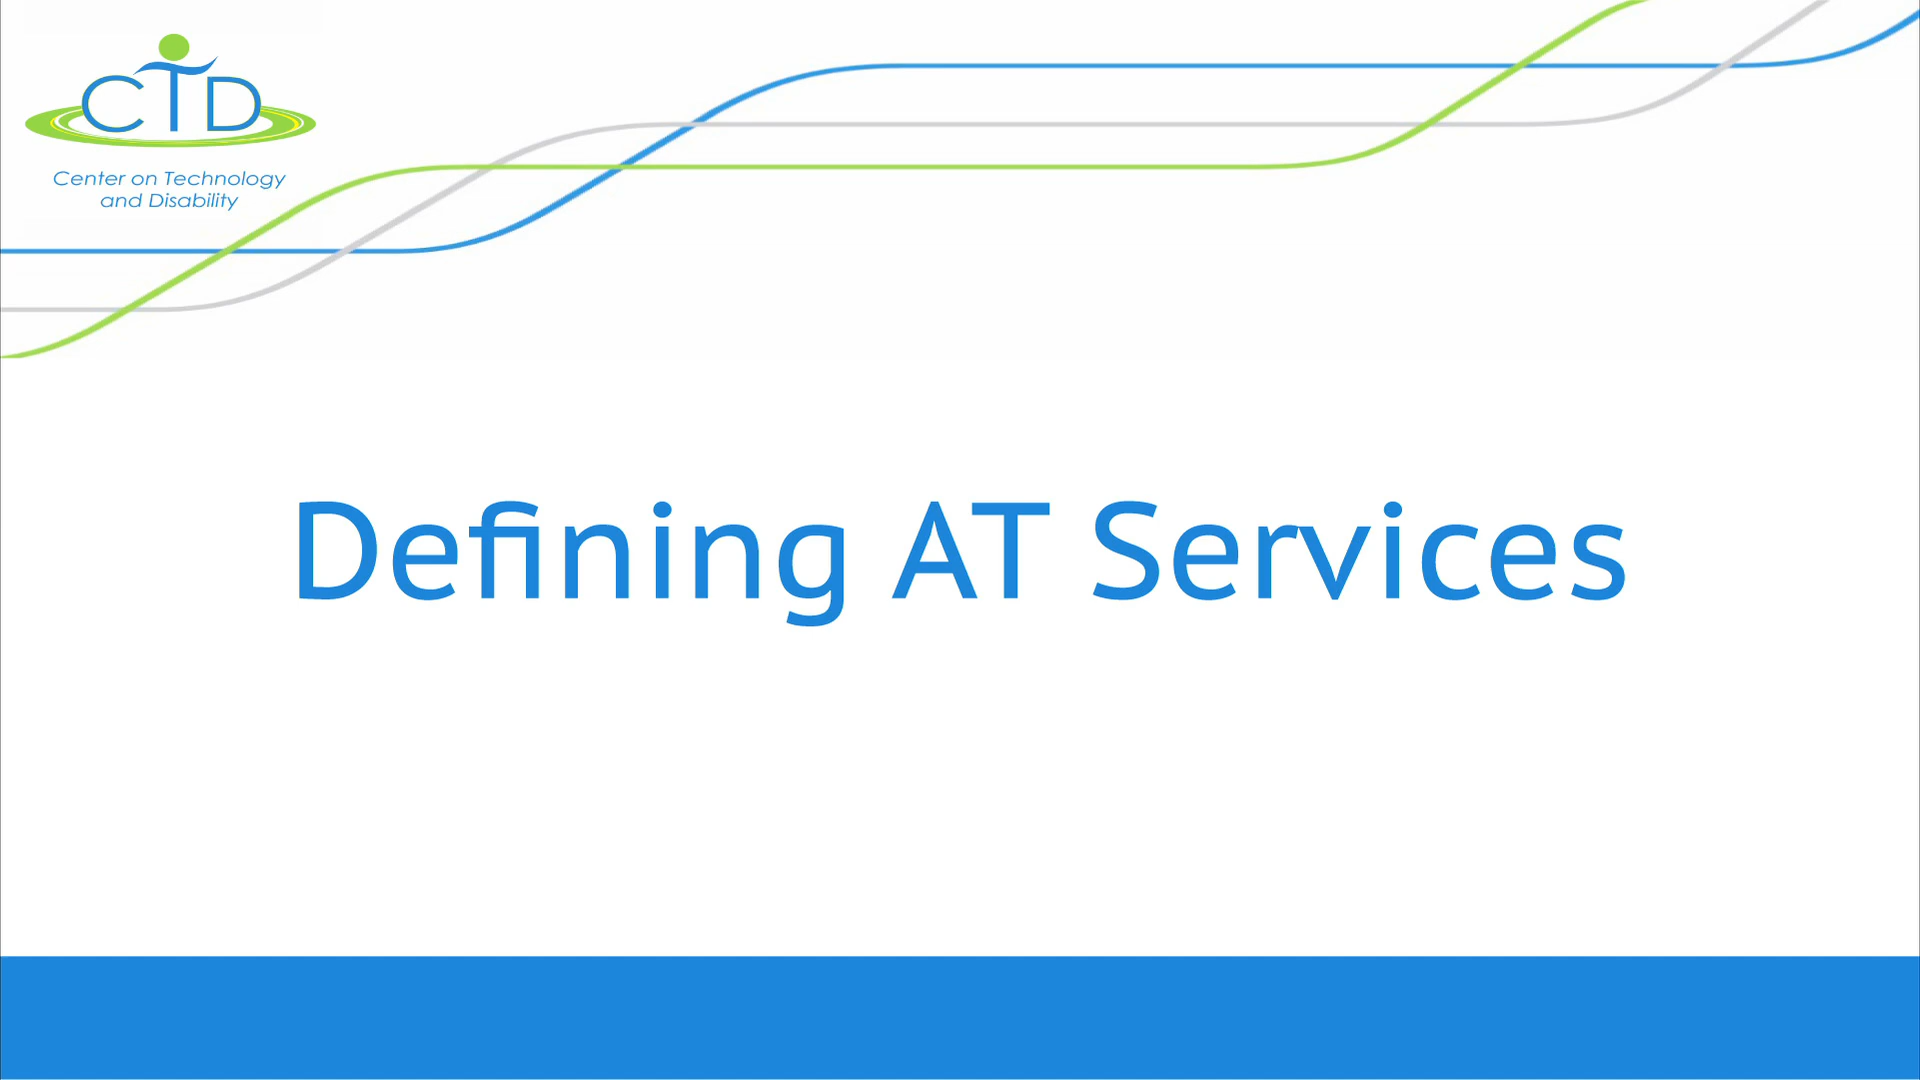 CTD
Center on Technology
and Disability
Defining AT Services